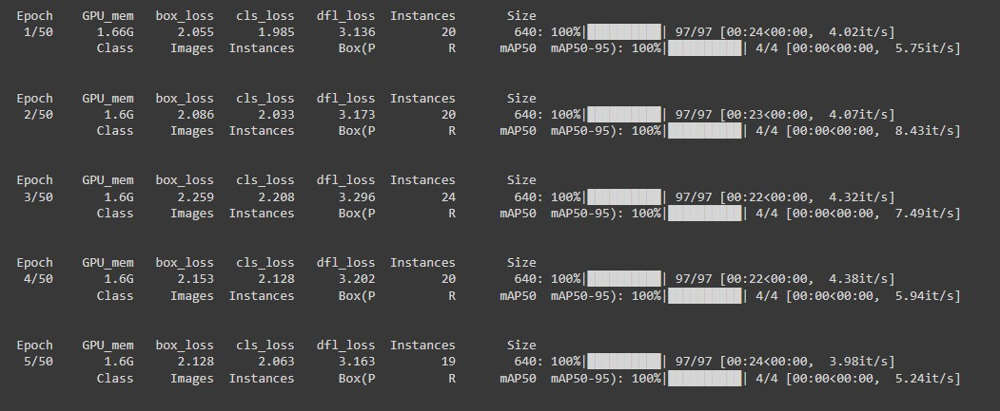 Epoch GPU_mem box_loss cls_loss dfl_loss Instances Size
1/50 1.66G 2.055 1.985 3.136 20 640: 100%|██████████| 97/97 [00:24<00:00, 4.02it/s]
Class Images Instances Box(P R mAP50 mAP50-95): 100%|██████████| 4/4 [00:00<00:00, 5.75it/s]
Epoch GPU_mem box_loss cls_loss dfl_loss Instances Size
2/50 1.6G 2.086 2.033 3.173 20 640: 100%|██████████| 97/97 [00:23<00:00, 4.07it/s]
Class Images Instances Box(P R mAP50 mAP50-95): 100%|██████████| 4/4 [00:00<00:00, 8.43it/s]
Epoch GPU_mem box_loss cls_loss dfl_loss Instances Size
3/50 1.6G 2.259 2.208 3.296 24 640: 100%|██████████| 97/97 [00:22<00:00, 4.32it/s]
Class Images Instances Box(P R mAP50 mAP50-95): 100%|██████████| 4/4 [00:00<00:00, 7.49it/s]
Epoch GPU_mem box_loss cls_loss dfl_loss Instances Size
4/50 1.6G 2.153 2.128 3.202 20 640: 100%|██████████| 97/97 [00:22<00:00, 4.38it/s]
Class Images Instances Box(P R mAP50 mAP50-95): 100%|██████████| 4/4 [00:00<00:00, 5.94it/s]
Epoch GPU_mem box_loss cls_loss dfl_loss Instances Size
5/50 1.6G 2.128 2.063 3.163 19 640: 100%|██████████| 97/97 [00:24<00:00, 3.98it/s]
Class Images Instances Box(P R mAP50 mAP50-95): 100%|██████████| 4/4 [00:00<00:00, 5.24it/s]